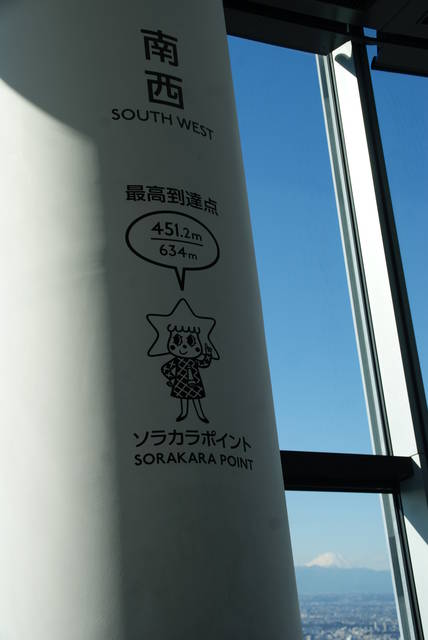 南
西
SOUTH WEST
最高到達点
451.2m
634m
ソラカラポイント
SORAKARA POINT